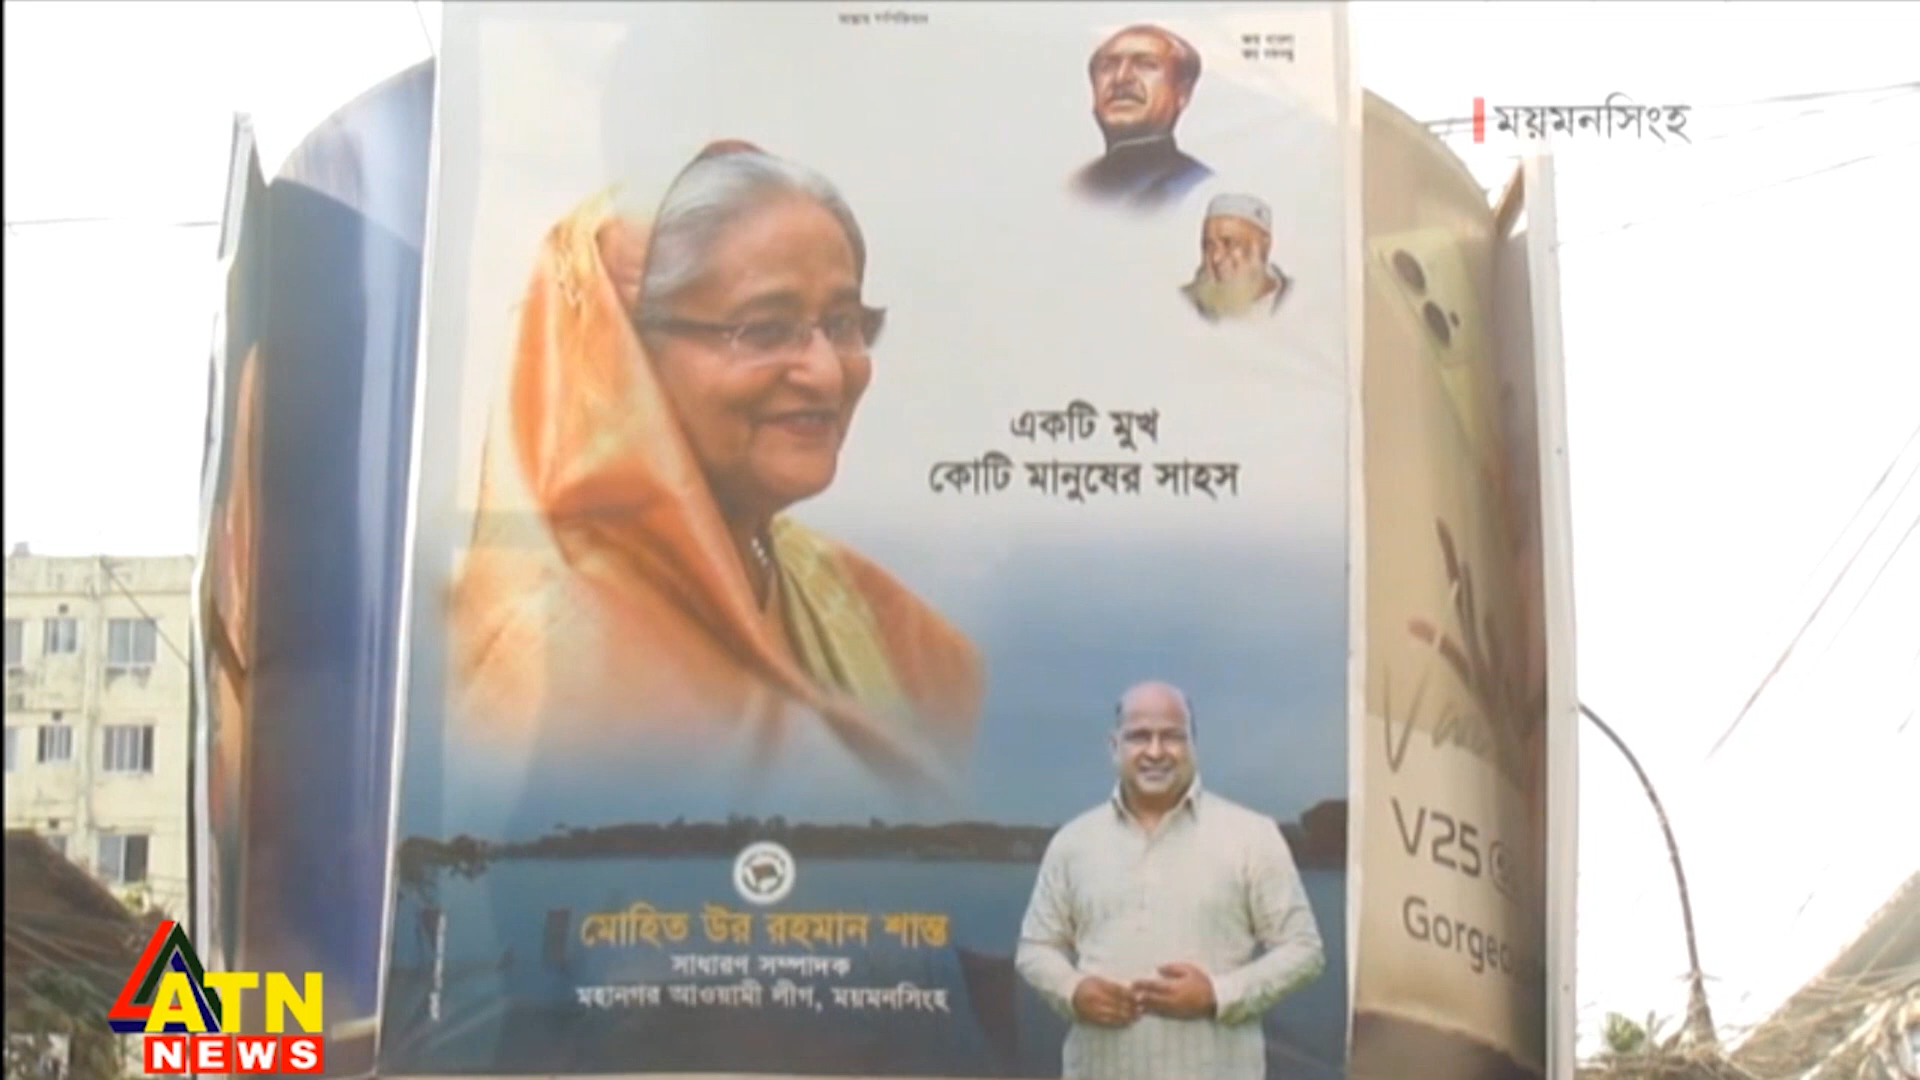 ময়মনসিংহ
একটি মুখ
কোটি মানুষের সাহস
V25
Gorgeo
মোহিত উর রহমান শান্ত
সাধারণ সম্পাদক
মহানগর আওয়ামী লীগ, ময়মনসিংহ
ATN
NEWS